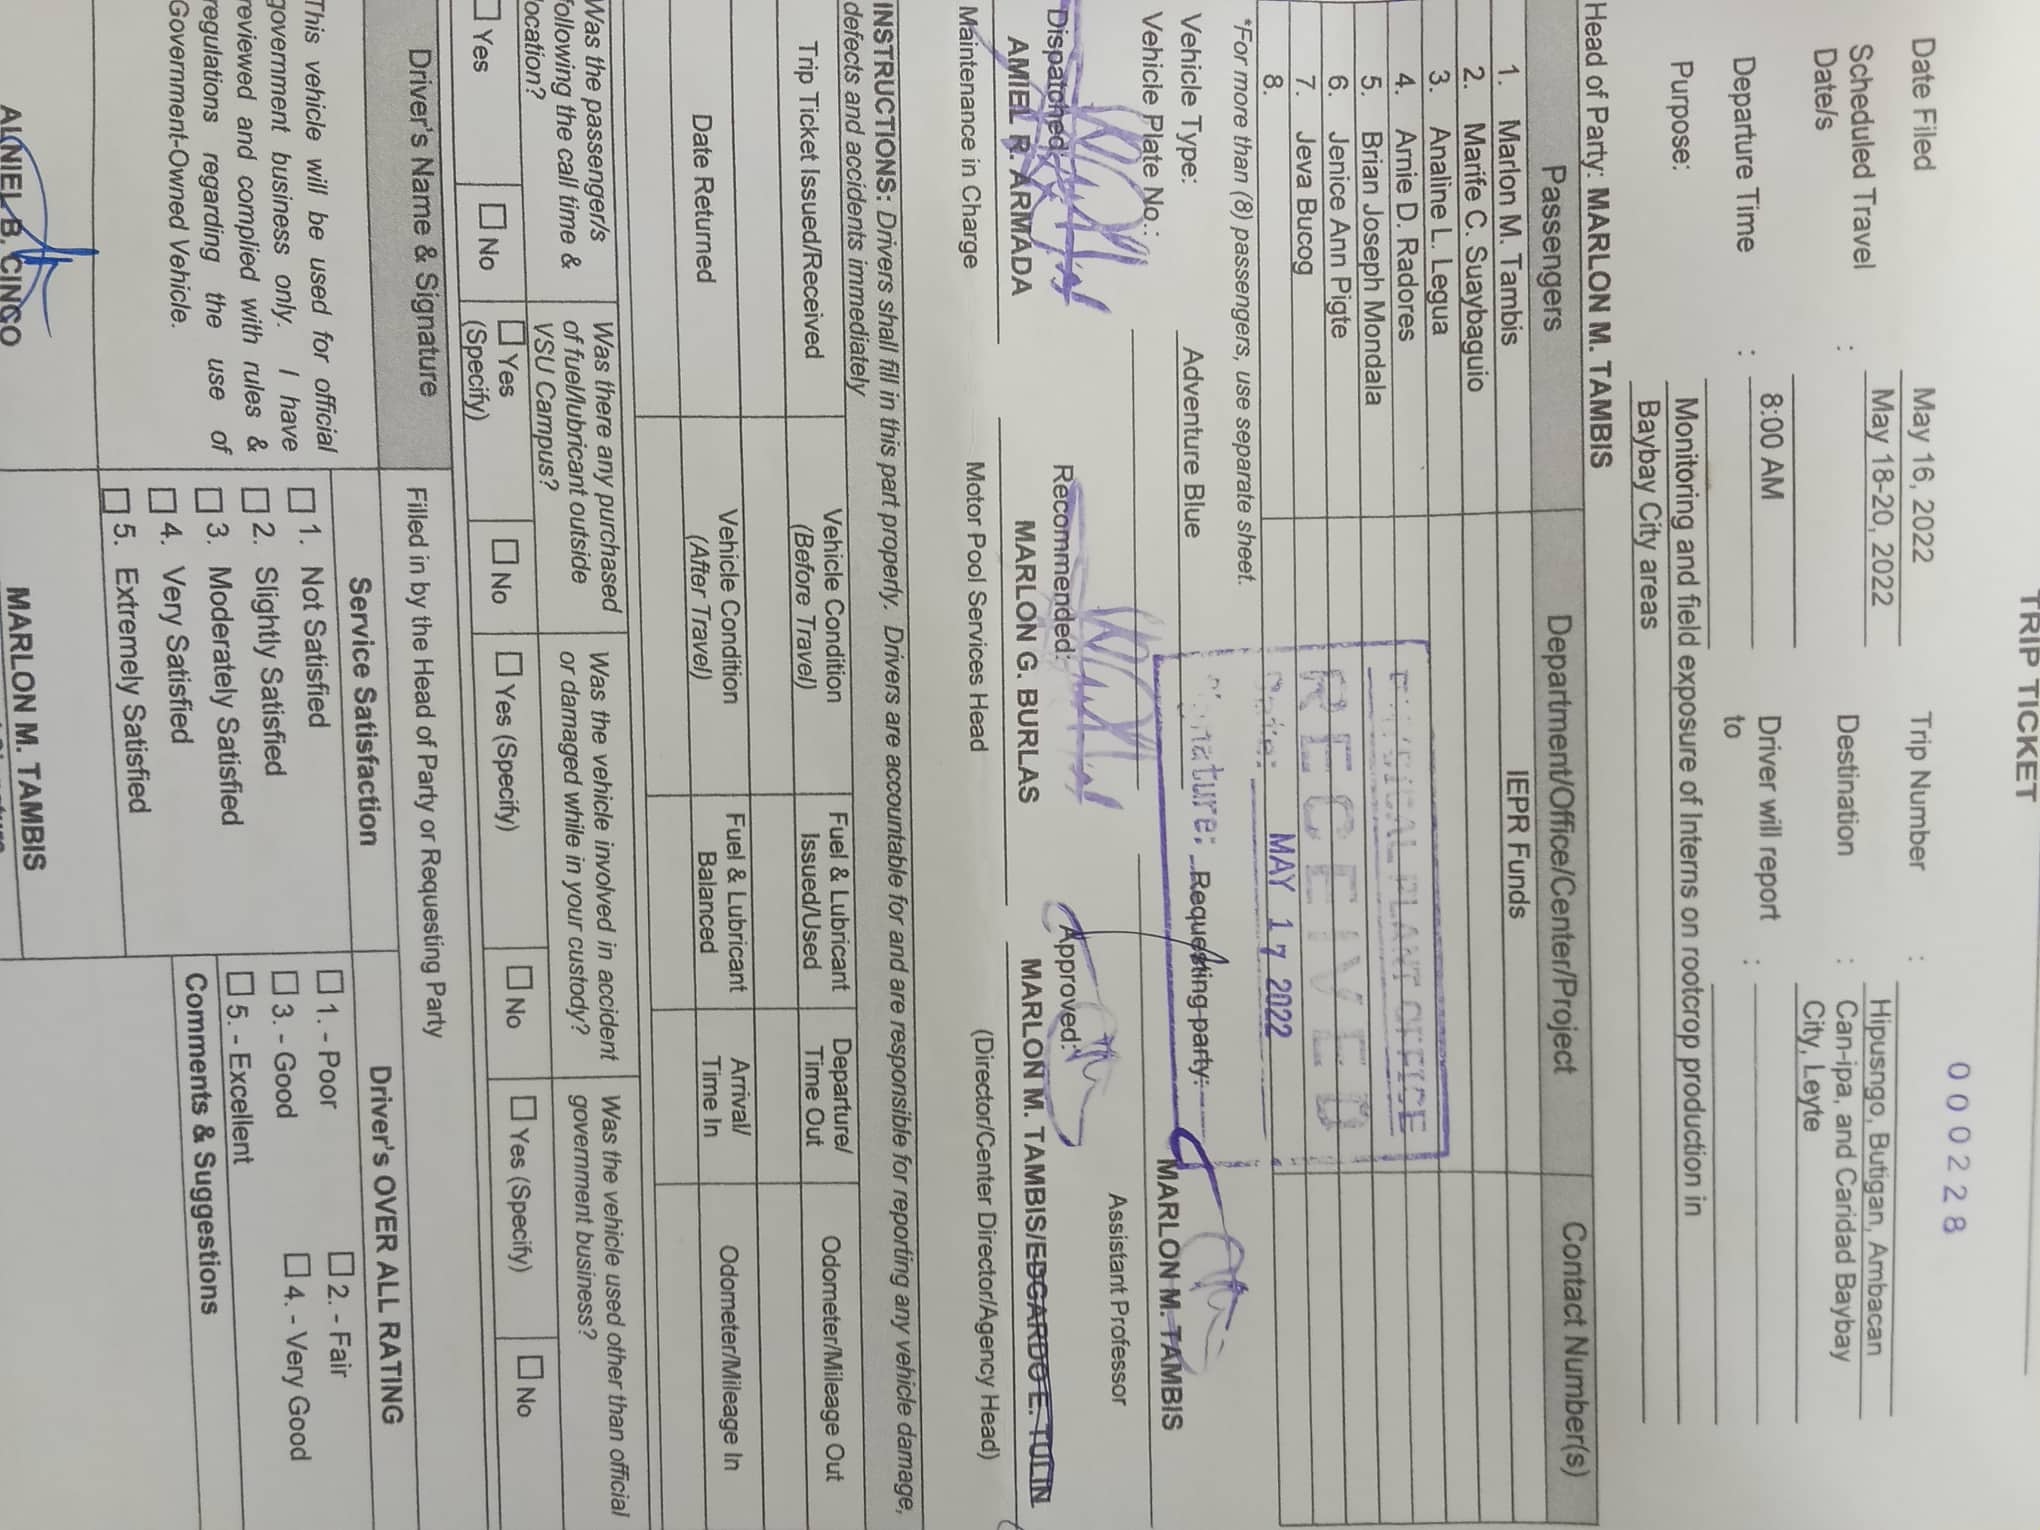 TRIP TICKET
000228
Date Filed May 16, 2022 Trip Number :
Scheduled Travel Date/s : May 18-20, 2022 Destination : Hipusngo, Butigan, Ambacan
Can-ipa, and Caridad Baybay
City, Leyte
Departure Time : 8:00 AM Driver will report to :
Purpose: Monitoring and field exposure of Interns on rootcrop production in
Baybay City areas
Head of Party: MARLON M. TAMBIS
Passengers Department/Office/Center/Project Contact Number(s)
1. Marlon M. Tambis IEPR Funds
2. Marife C. Suaybaguio
3. Analine L. Legua
4. Arnie D. Radores
5. Brian Joseph Mondala
6. Jenice Ann Pigte
7. Jeva Bucog
8.
PHYSICAL PLANT OFFICE
RECEIVED
Date: MAY 17 2022
Signature:
*For more than (8) passengers, use separate sheet.
Vehicle Type: Adventure Blue Requesting party:
Vehicle Plate No.: MARLON M. TAMBIS
Assistant Professor
Dispatched: Recommended: Approved:
AMIEL R. ARMADA MARLON G. BURLAS MARLON M. TAMBIS/EDGARDO E. TULIN
Maintenance in Charge Motor Pool Services Head (Director/Center Director/Agency Head)
INSTRUCTIONS: Drivers shall fill in this part properly. Drivers are accountable for and are responsible for reporting any vehicle damage,
defects and accidents immediately
Trip Ticket Issued/Received Vehicle Condition (Before Travel) Fuel & Lubricant Issued/Used Departure/ Time Out Odometer/Mileage Out
Date Returned Vehicle Condition (After Travel) Fuel & Lubricant Balanced Arrival/ Time In Odometer/Mileage In
Was the passenger/s following the call time & location? Was there any purchased of fuel/lubricant outside VSU Campus? Was the vehicle involved in accident or damaged while in your custody? Was the vehicle used other than official government business?
Yes No Yes (Specify) No Yes (Specify) No Yes (Specify) No
Driver's Name & Signature Filled in by the Head of Party or Requesting Party
Service Satisfaction Driver's OVER ALL RATING
This vehicle will be used for official
government business only. I have
reviewed and complied with rules &
regulations regarding the use of
Government-Owned Vehicle.
1. Not Satisfied
2. Slightly Satisfied
3. Moderately Satisfied
4. Very Satisfied
5. Extremely Satisfied
1. - Poor 2. - Fair
3. - Good 4. - Very Good
5. - Excellent
Comments & Suggestions
ALNIEL B. CINCO MARLON M. TAMBIS